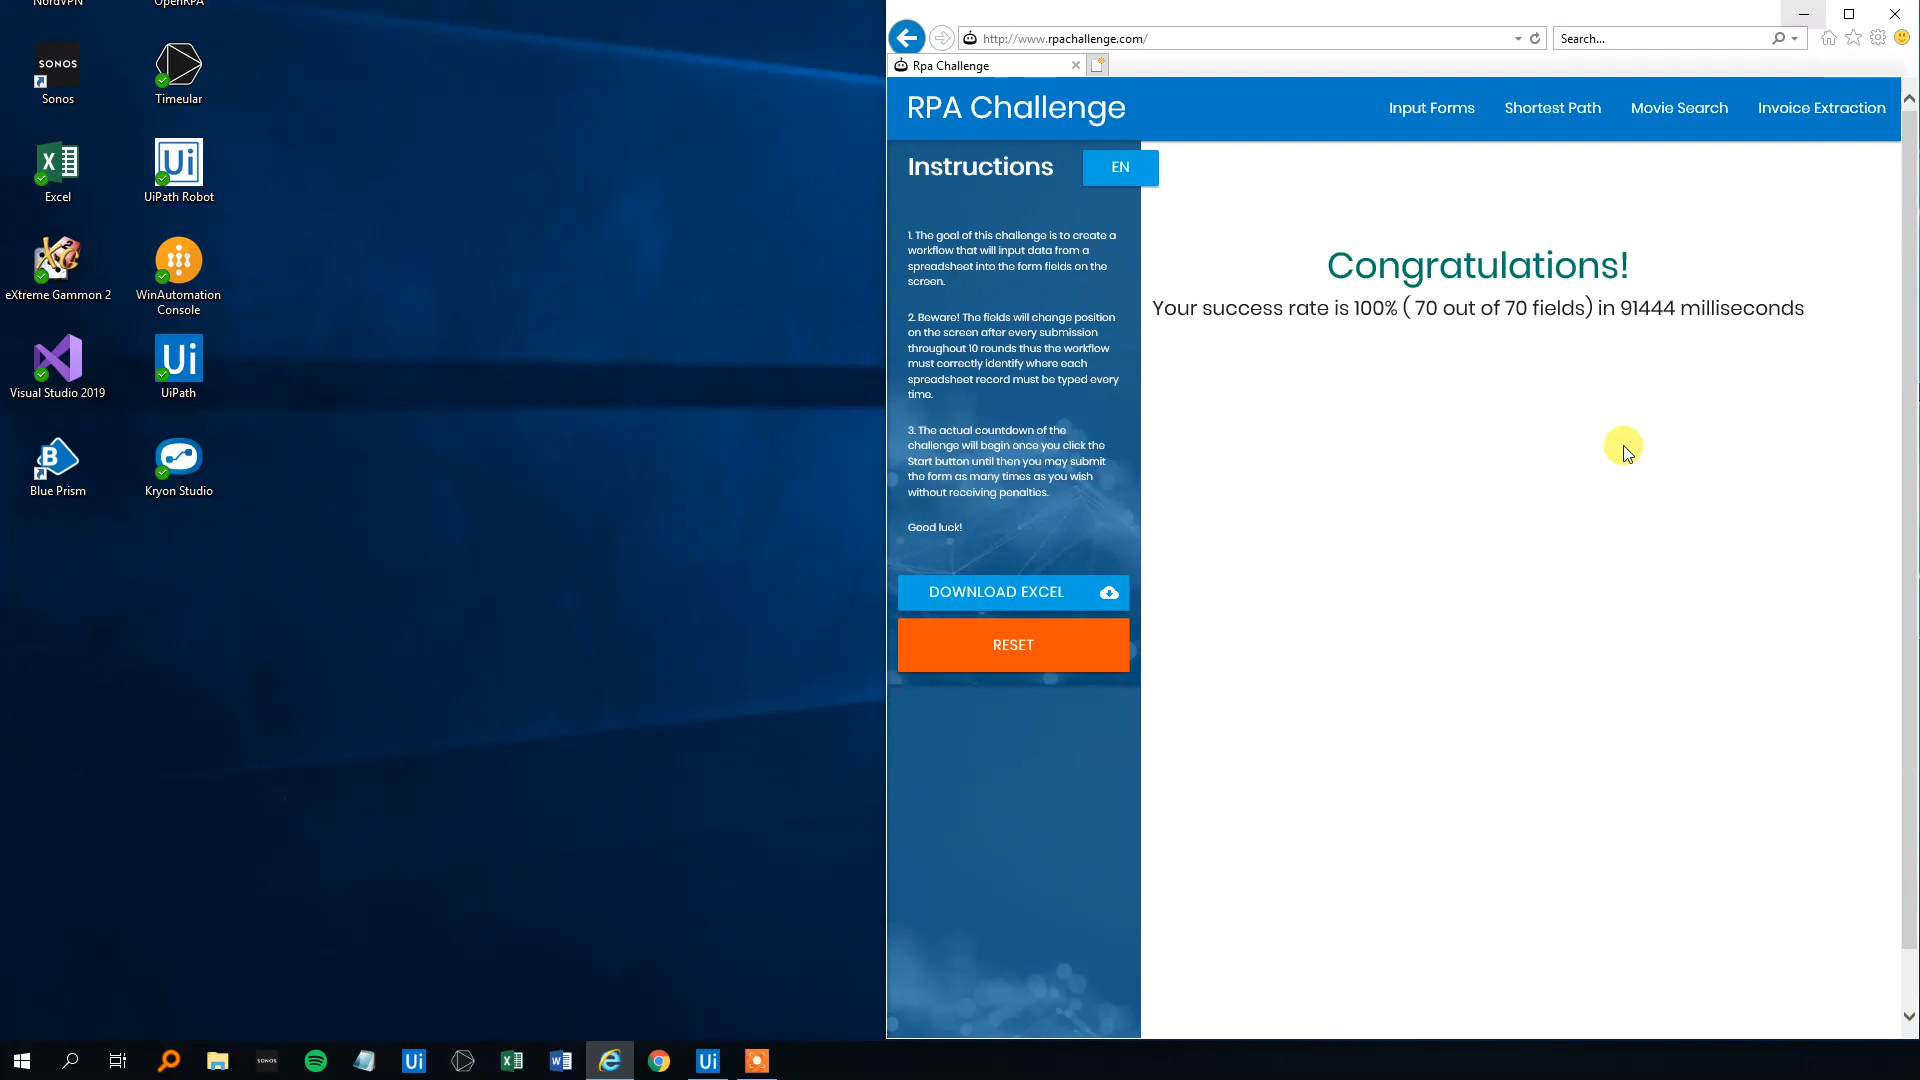 NordVPN
OpenRPA
SONOS
Sonos
Timeular
Excel
Ui
UiPath Robot
eXtreme Gammon 2
WinAutomation
Console
Visual Studio 2019
Ui
UiPath
B
Blue Prism
Kryon Studio
http://www.rpachallenge.com/
Search...
Rpa Challenge
RPA Challenge
Input Forms
Shortest Path
Movie Search
Invoice Extraction
Instructions
EN
1. The goal of this challenge is to create a
workflow that will input data from a
spreadsheet into the form fields on the
screen.
2. Beware! The fields will change position
on the screen after every submission
throughout 10 rounds thus the workflow
must correctly identify where each
spreadsheet record must be typed every
time.
3. The actual countdown of the
challenge will begin once you click the
Start button until then you may submit
the form as many times as you wish
without receiving penalties.
Good luck!
DOWNLOAD EXCEL
RESET
Congratulations!
Your success rate is 100% ( 70 out of 70 fields) in 91444 milliseconds
SONOS
Ui
Ui